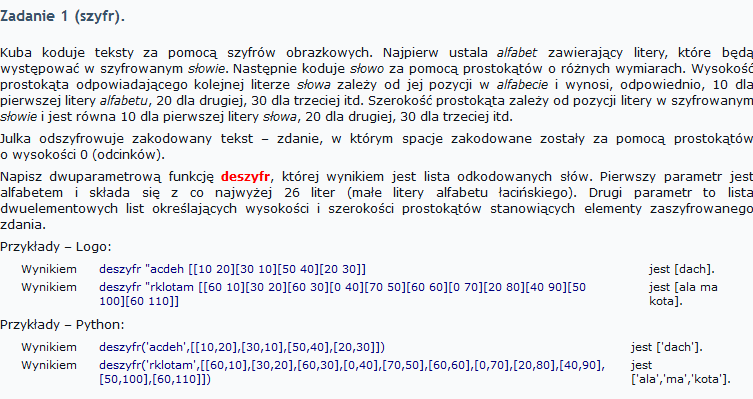 Zadanie 1 (szyfr).
Kuba koduje teksty za pomocą szyfrów obrazkowych. Najpierw ustala alfabet zawierający litery, które będą
występować w szyfrowanym słowie. Następnie koduje słowo za pomocą prostokątów o różnych wymiarach. Wysokość
prostokąta odpowiadającego kolejnej literze słowa zależy od jej pozycji w alfabecie i wynosi, odpowiednio, 10 dla
pierwszej litery alfabetu, 20 dla drugiej, 30 dla trzeciej itd. Szerokość prostokąta zależy od pozycji litery w szyfrowanym
słowie i jest równa 10 dla pierwszej litery słowa, 20 dla drugiej, 30 dla trzeciej itd.
Julka odszyfrowuje zakodowany tekst – zdanie, w którym spacje zakodowane zostały za pomocą prostokątów
o wysokości 0 (odcinków).
Napisz dwuparametrową funkcję deszyfr, której wynikiem jest lista odkodowanych słów. Pierwszy parametr jest
alfabetem i składa się z co najwyżej 26 liter (małe litery alfabetu łacińskiego). Drugi parametr to lista
dwuelementowych list określających wysokości i szerokości prostokątów stanowiących elementy zaszyfrowanego
zdania.
Przykłady – Logo:
Wynikiem deszyfr "acdeh [[10 20][30 10][50 40][20 30]] jest [dach].
Wynikiem deszyfr "rklotam [[60 10][30 20][60 30][0 40][70 50][60 60][0 70][20 80][40 90][50 jest [ala ma
100][60 110]] kota].
Przykłady – Python:
Wynikiem deszyfr('acdeh',[[10,20],[30,10],[50,40],[20,30]]) jest ['dach'].
Wynikiem deszyfr('rklotam',[[60,10],[30,20],[60,30],[0,40],[70,50],[60,60],[0,70],[20,80],[40,90], jest
[50,100],[60,110]]) ['ala','ma','kota'].